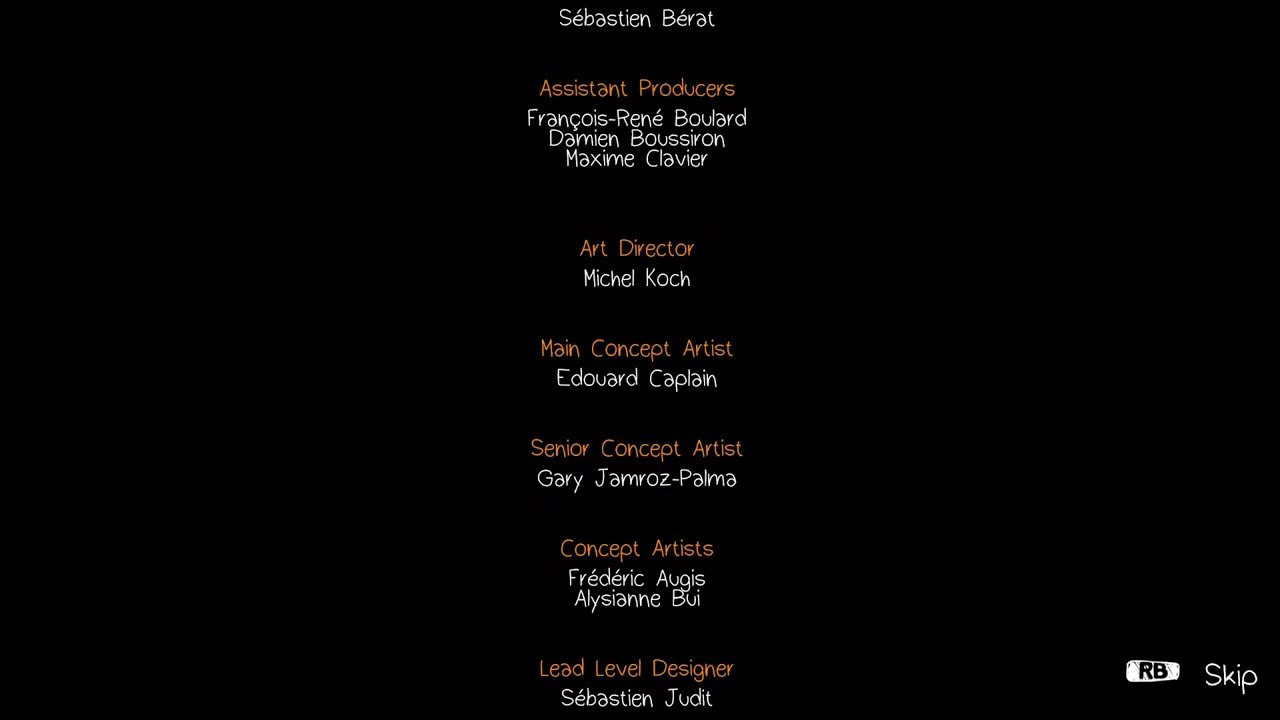 Sébastien Bérat
Assistant Producers
François-René Boulard
Damien Boussiron
Maxime Clavier
Art Director
Michel Koch
Main Concept Artist
Edouard Caplain
Senior Concept Artist
Gary Jamroz-Palma
Concept Artists
Frédéric Augis
Alysianne Bui
Lead Level Designer
Sébastien Judit
RB Skip